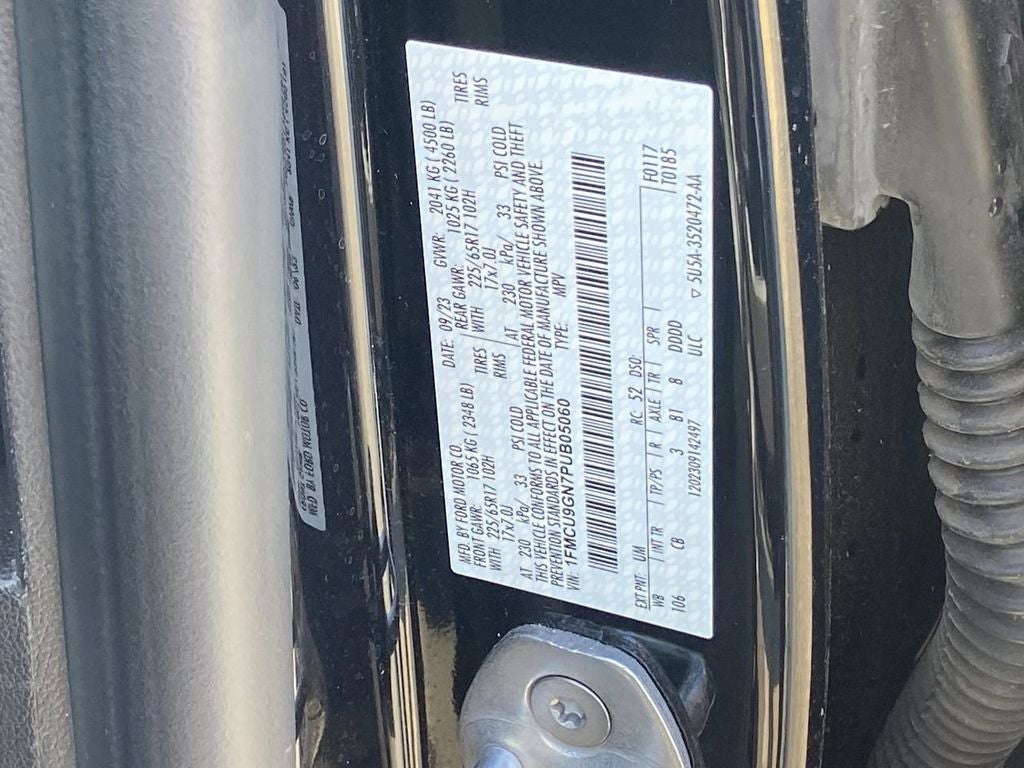 MFD. BY FORD MOTOR CO.
DATE: 09/23 GVWR: 2041 KG ( 4500 LB)
FRONT GAWR: 1065 KG ( 2348 LB) REAR GAWR: 1025 KG ( 2260 LB)
WITH 225/65R17 102H TIRES WITH 225/65R17 102H TIRES
17x7.0J RIMS 17x7.0J RIMS
AT 230 kPa/ 33 PSI COLD AT 230 kPa/ 33 PSI COLD
THIS VEHICLE CONFORMS TO ALL APPLICABLE FEDERAL MOTOR VEHICLE SAFETY AND THEFT
PREVENTION STANDARDS IN EFFECT ON THE DATE OF MANUFACTURE SHOWN ABOVE.
VIN: 1FMCU9GN7PUB05060 TYPE: MPV
EXT PNT: UM RC: 52 DSO: F0117
WB INT TR TP/PS R AXLE TR SPR T0185
106 CB 3 B1 8 DDDD
1202309142497 ULC ▽ 5U5A-3520472-AA